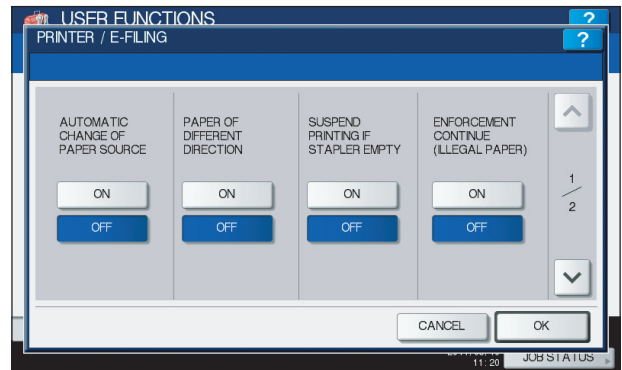 USER FUNCTIONS
?
PRINTER / E-FILING
?
AUTOMATIC
CHANGE OF
PAPER SOURCE
ON
OFF
PAPER OF
DIFFERENT
DIRECTION
ON
OFF
SUSPEND
PRINTING IF
STAPLER EMPTY
ON
OFF
ENFORCEMENT
CONTINUE
(ILLEGAL PAPER)
ON
OFF
1
2
CANCEL
OK
11: 20
JOB STATUS